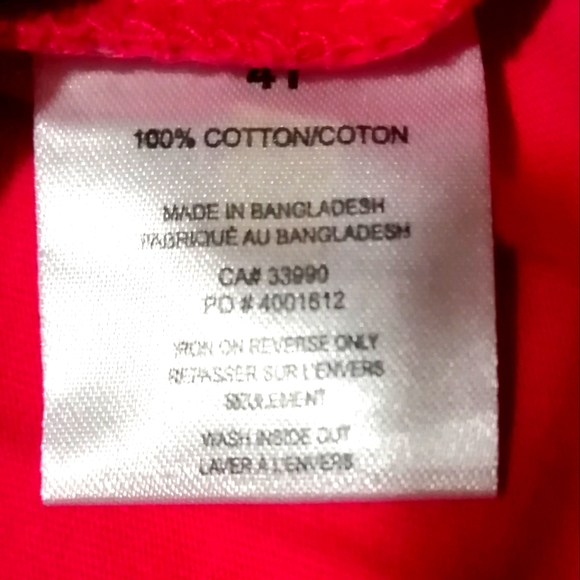 4T
100% COTTON/COTON
MADE IN BANGLADESH
FABRIQUÉ AU BANGLADESH
CA# 33990
PO # 4001612
IRON ON REVERSE ONLY
REPASSER SUR L'ENVERS
SEULEMENT
WASH INSIDE OUT
LAVER A L'ENVERS